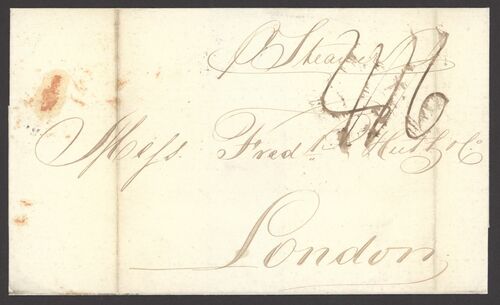 p Steamer
4/6
Mess. Fredk. Huth & Co
London